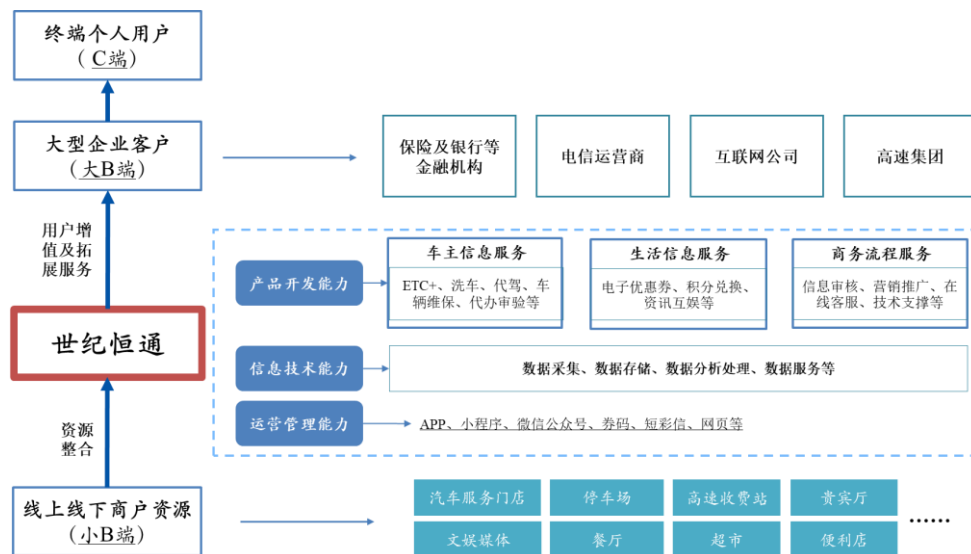 终端个人用户
（C端）
大型企业客户
（大B端）
保险及银行等
金融机构
电信运营商
互联网公司
高速集团
用户增
值及拓
展服务
产品开发能力
车主信息服务
ETC+、洗车、代驾、车
辆维保、代办审验等
生活信息服务
电子优惠券、积分兑换、
资讯互娱等
商务流程服务
信息审核、营销推广、在
线客服、技术支撑等
世纪恒通
信息技术能力
数据采集、数据存储、数据分析处理、数据服务等
运营管理能力
APP、小程序、微信公众号、券码、短彩信、网页等
资源
整合
线上线下商户资源
（小B端）
汽车服务门店
停车场
高速收费站
贵宾厅
文娱媒体
餐厅
超市
便利店
……